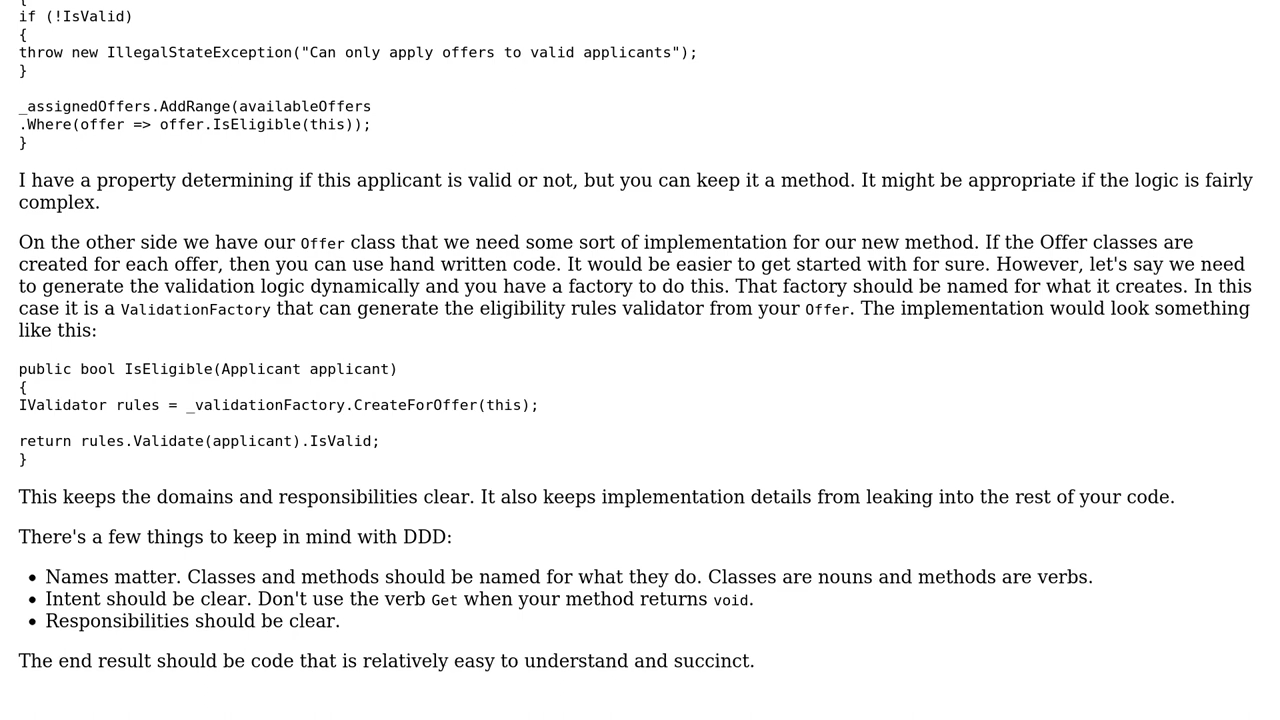 {
if (!IsValid)
{
throw new IllegalStateException("Can only apply offers to valid applicants");
}
_assignedOffers.AddRange(availableOffers
.Where(offer => offer.IsEligible(this));
}
I have a property determining if this applicant is valid or not, but you can keep it a method. It might be appropriate if the logic is fairly
complex.
On the other side we have our Offer class that we need some sort of implementation for our new method. If the Offer classes are
created for each offer, then you can use hand written code. It would be easier to get started with for sure. However, let's say we need
to generate the validation logic dynamically and you have a factory to do this. That factory should be named for what it creates. In this
case it is a ValidationFactory that can generate the eligibility rules validator from your Offer. The implementation would look something
like this:
public bool IsEligible(Applicant applicant)
{
IValidator rules = _validationFactory.CreateForOffer(this);
return rules.Validate(applicant).IsValid;
}
This keeps the domains and responsibilities clear. It also keeps implementation details from leaking into the rest of your code.
There's a few things to keep in mind with DDD:
• Names matter. Classes and methods should be named for what they do. Classes are nouns and methods are verbs.
• Intent should be clear. Don't use the verb Get when your method returns void.
• Responsibilities should be clear.
The end result should be code that is relatively easy to understand and succinct.